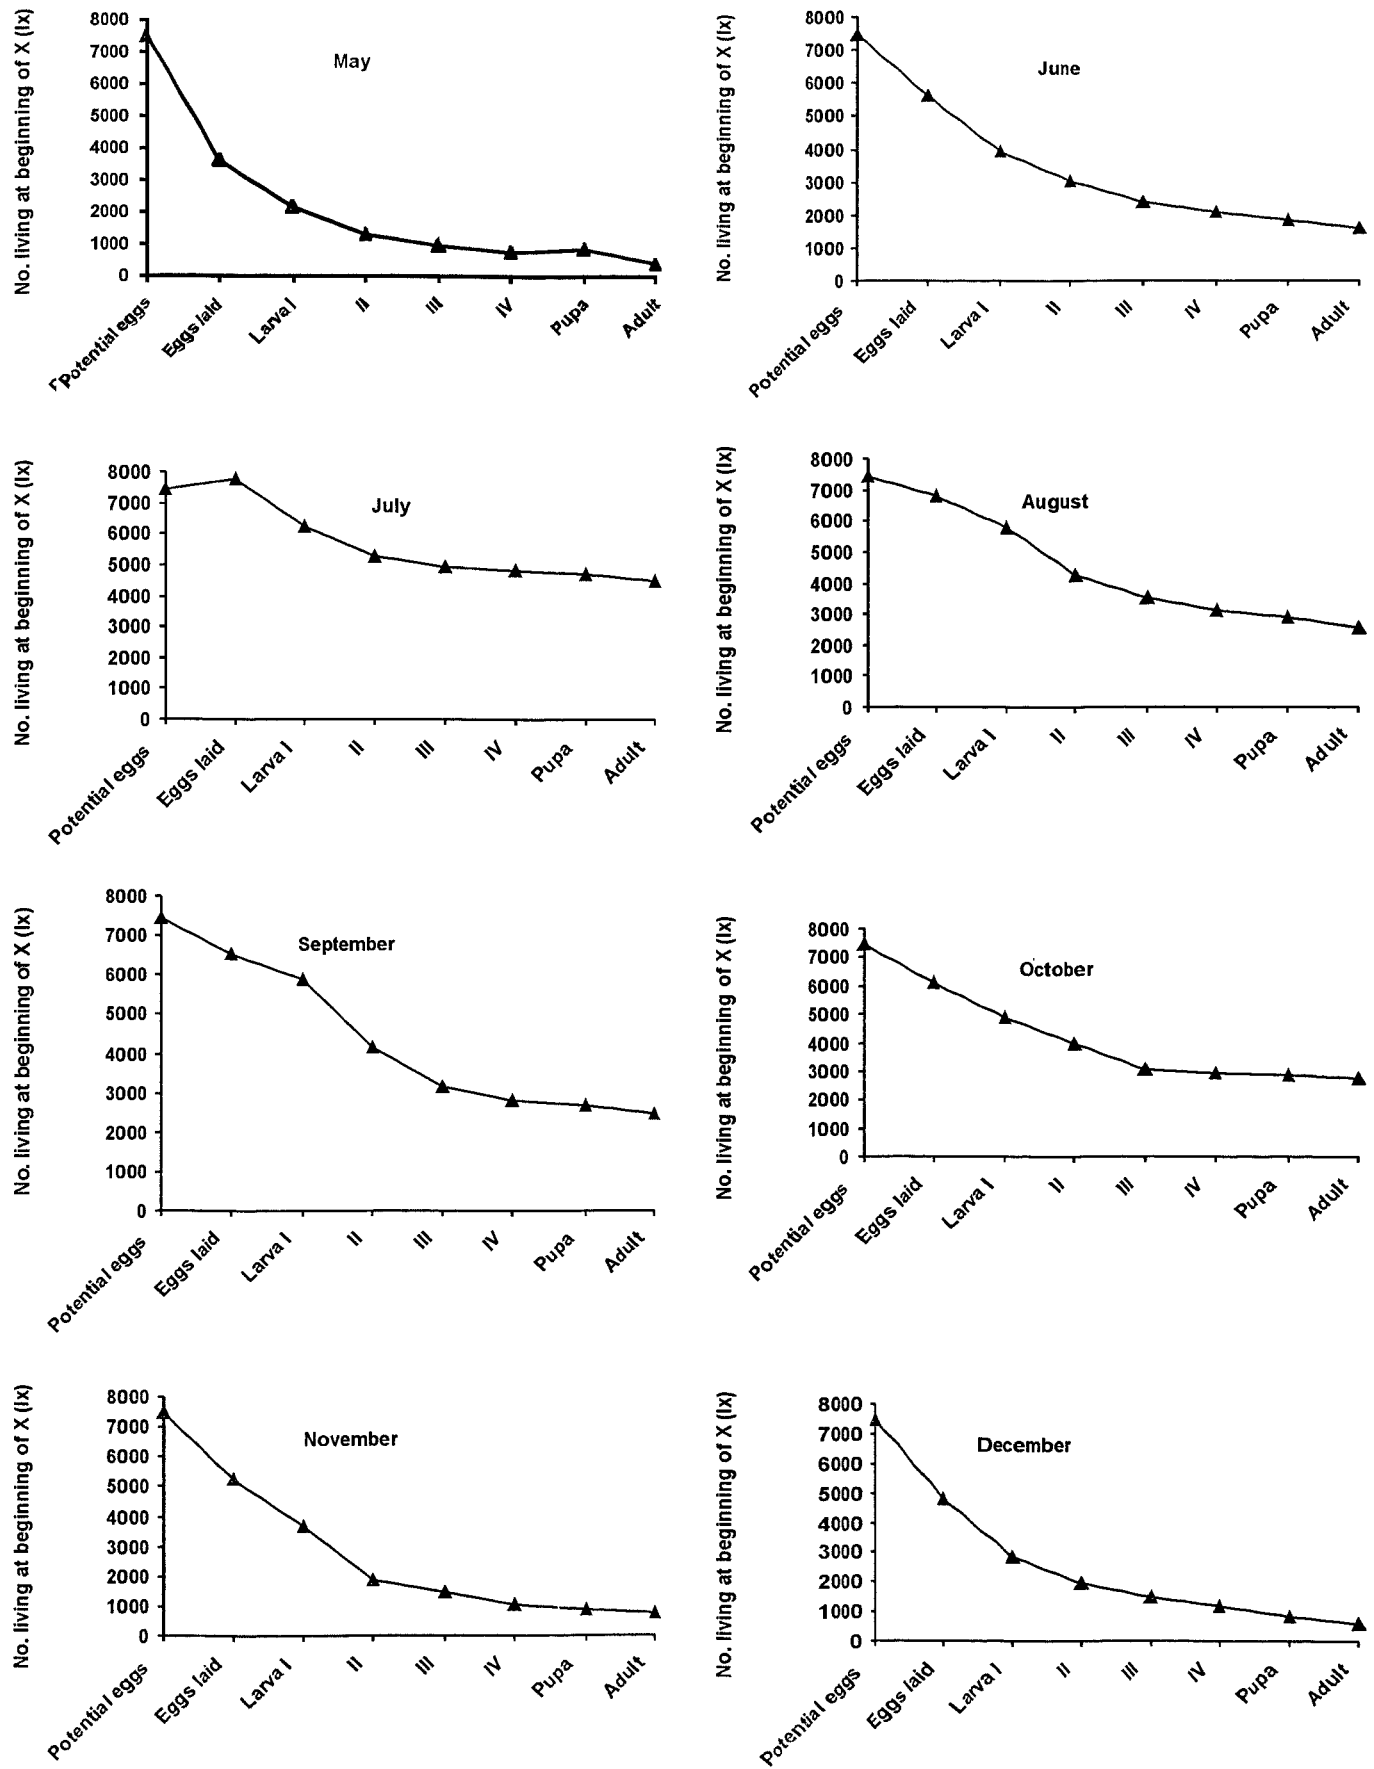 No. living at beginning of X (lx)
8000
7000
6000
5000
4000
3000
2000
1000
0
May
Potential eggs
Eggs laid
Larva I
II
III
IV
Pupa
Adult
No. living at beginning of X (lx)
8000
7000
6000
5000
4000
3000
2000
1000
0
June
Potential eggs
Eggs laid
Larva I
II
III
IV
Pupa
Adult
No. living at beginning of X (lx)
8000
7000
6000
5000
4000
3000
2000
1000
0
July
Potential eggs
Eggs laid
Larva I
II
III
IV
Pupa
Adult
No. living at beginning of X (lx)
8000
7000
6000
5000
4000
3000
2000
1000
0
August
Potential eggs
Eggs laid
Larva I
II
III
IV
Pupa
Adult
No. living at beginning of X (lx)
8000
7000
6000
5000
4000
3000
2000
1000
0
September
Potential eggs
Eggs laid
Larva I
II
III
IV
Pupa
Adult
No. living at beginning of X (lx)
8000
7000
6000
5000
4000
3000
2000
1000
0
October
Potential eggs
Eggs laid
Larva I
II
III
IV
Pupa
Adult
No. living at beginning of X (lx)
8000
7000
6000
5000
4000
3000
2000
1000
0
November
Potential eggs
Eggs laid
Larva I
II
III
IV
Pupa
Adult
No. living at beginning of X (lx)
8000
7000
6000
5000
4000
3000
2000
1000
0
December
Potential eggs
Eggs laid
Larva I
II
III
IV
Pupa
Adult